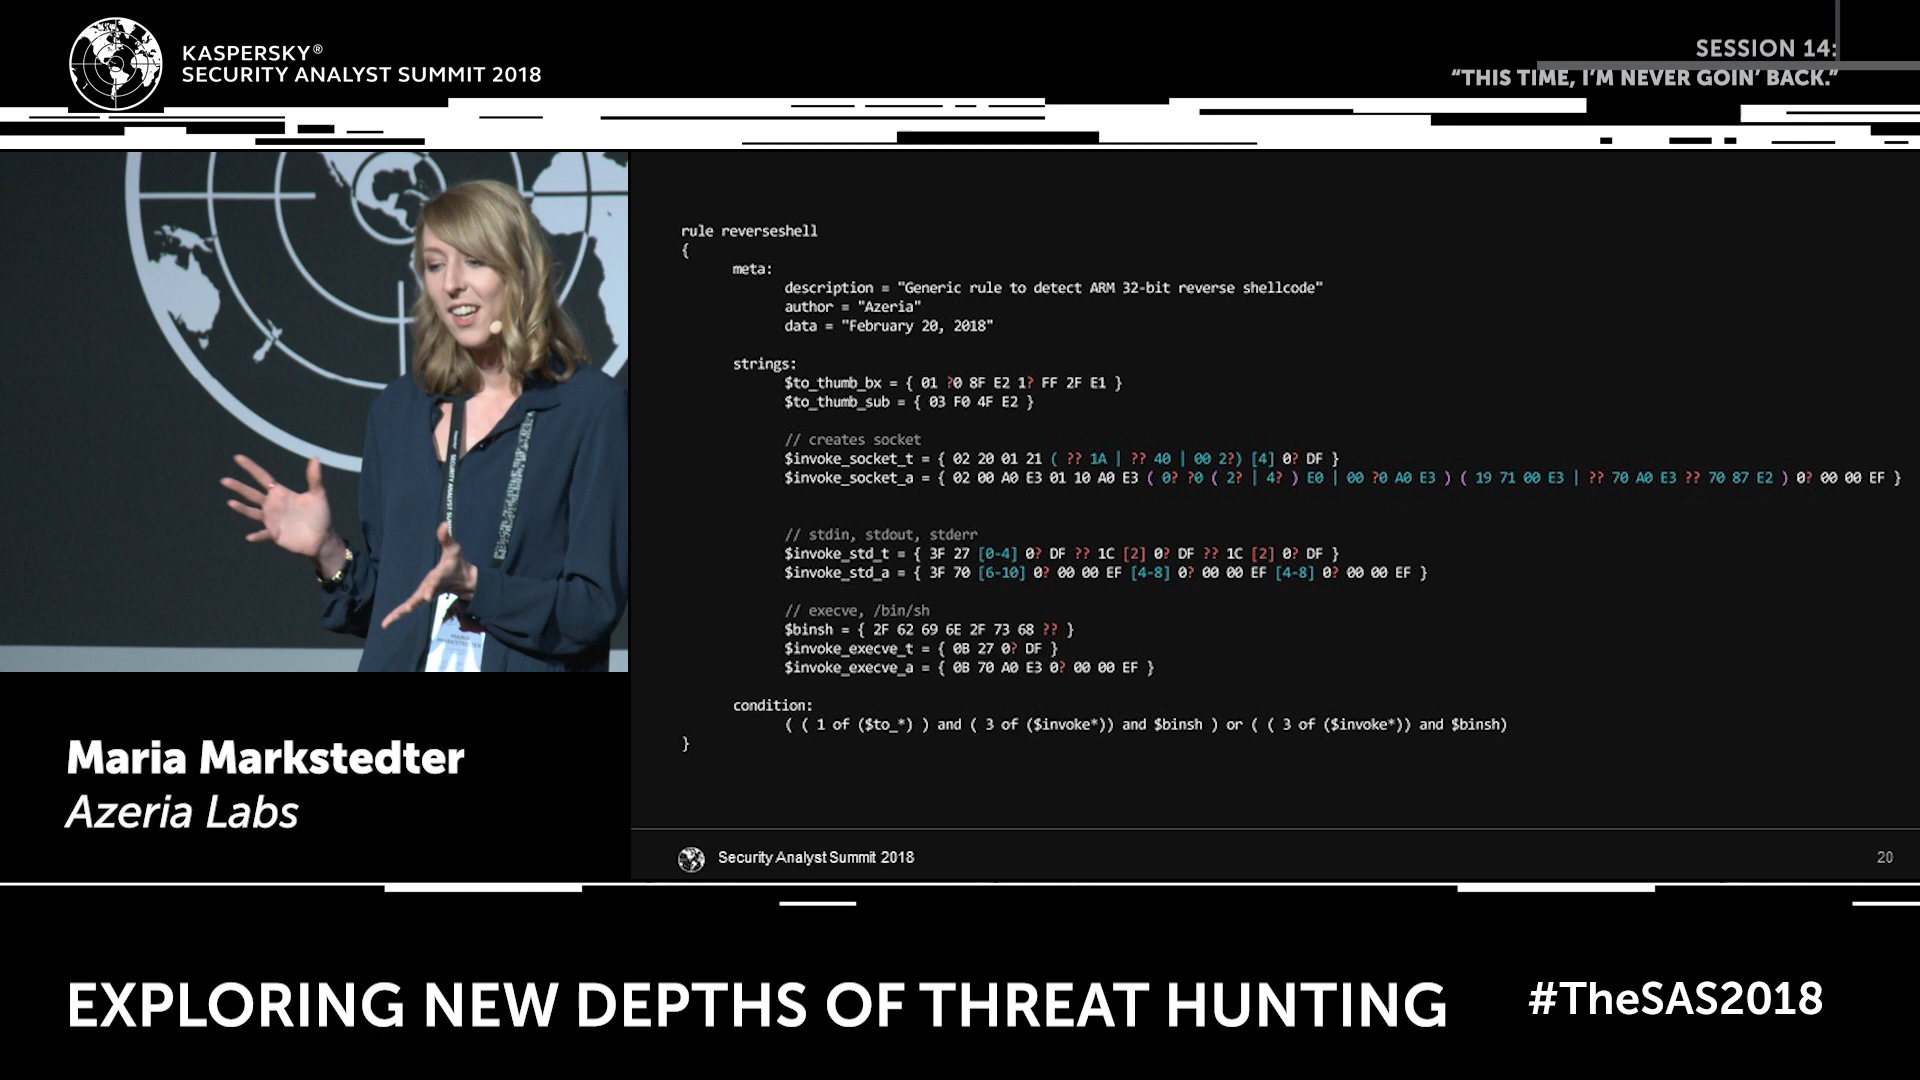 KASPERSKY®
SECURITY ANALYST SUMMIT 2018
SESSION 14:
“THIS TIME, I’M NEVER GOIN’ BACK.”
rule reverseshell
{
meta:
description = "Generic rule to detect ARM 32-bit reverse shellcode"
author = "Azeria"
data = "February 20, 2018"
strings:
$to_thumb_bx = { 01 ?0 8F E2 1? FF 2F E1 }
$to_thumb_sub = { 03 F0 4F E2 }
// creates socket
$invoke_socket_t = { 02 20 01 21 ( ?? 1A | ?? 40 | 00 2?) [4] 0? DF }
$invoke_socket_a = { 02 00 A0 E3 01 10 A0 E3 ( 0? ?0 ( 2? | 4? ) E0 | 00 ?0 A0 E3 ) ( 19 71 00 E3 | ?? 70 A0 E3 ?? 70 87 E2 ) 0? 00 00 EF }
// stdin, stdout, stderr
$invoke_std_t = { 3F 27 [0-4] 0? DF ?? 1C [2] 0? DF ?? 1C [2] 0? DF }
$invoke_std_a = { 3F 70 [6-10] 0? 00 00 EF [4-8] 0? 00 00 EF [4-8] 0? 00 00 EF }
// execve, /bin/sh
$binsh = { 2F 62 69 6E 2F 73 68 ?? }
$invoke_execve_t = { 0B 27 0? DF }
$invoke_execve_a = { 0B 70 A0 E3 0? 00 00 EF }
condition:
( ( 1 of ($to_*) ) and ( 3 of ($invoke*)) and $binsh ) or ( ( 3 of ($invoke*)) and $binsh)
}
MARIA
MARKSTEDTER
Maria Markstedter
Azeria Labs
Security Analyst Summit 2018
20
EXPLORING NEW DEPTHS OF THREAT HUNTING
#TheSAS2018